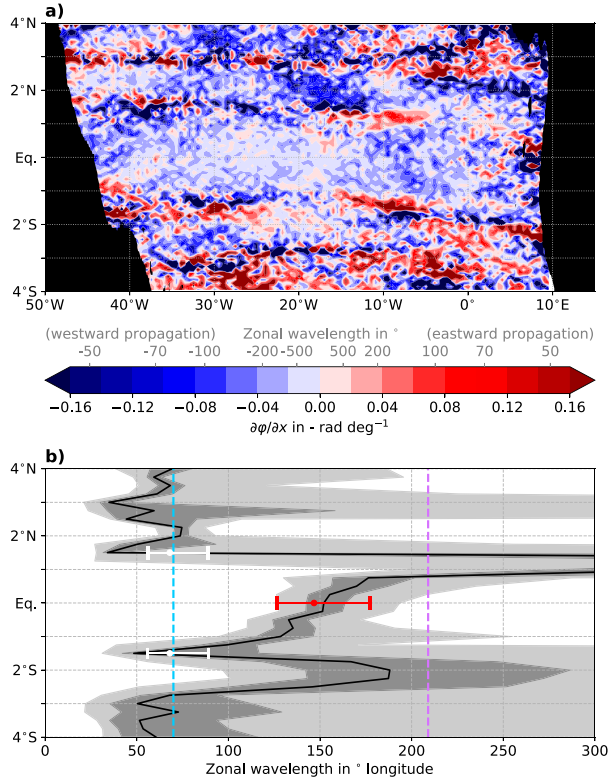 a)
4°N
2°N
Eq.
2°S
4°S
50°W 40°W 30°W 20°W 10°W 0° 10°E
(westward propagation) Zonal wavelength in ° (eastward propagation)
-50 -70 -100 -200 -500 500 200 100 70 50
−0.16 −0.12 −0.08 −0.04 0.00 0.04 0.08 0.12 0.16
∂φ/∂x in - rad deg⁻¹
b)
4°N
2°N
Eq.
2°S
4°S
0 50 100 150 200 250 300
Zonal wavelength in ° longitude